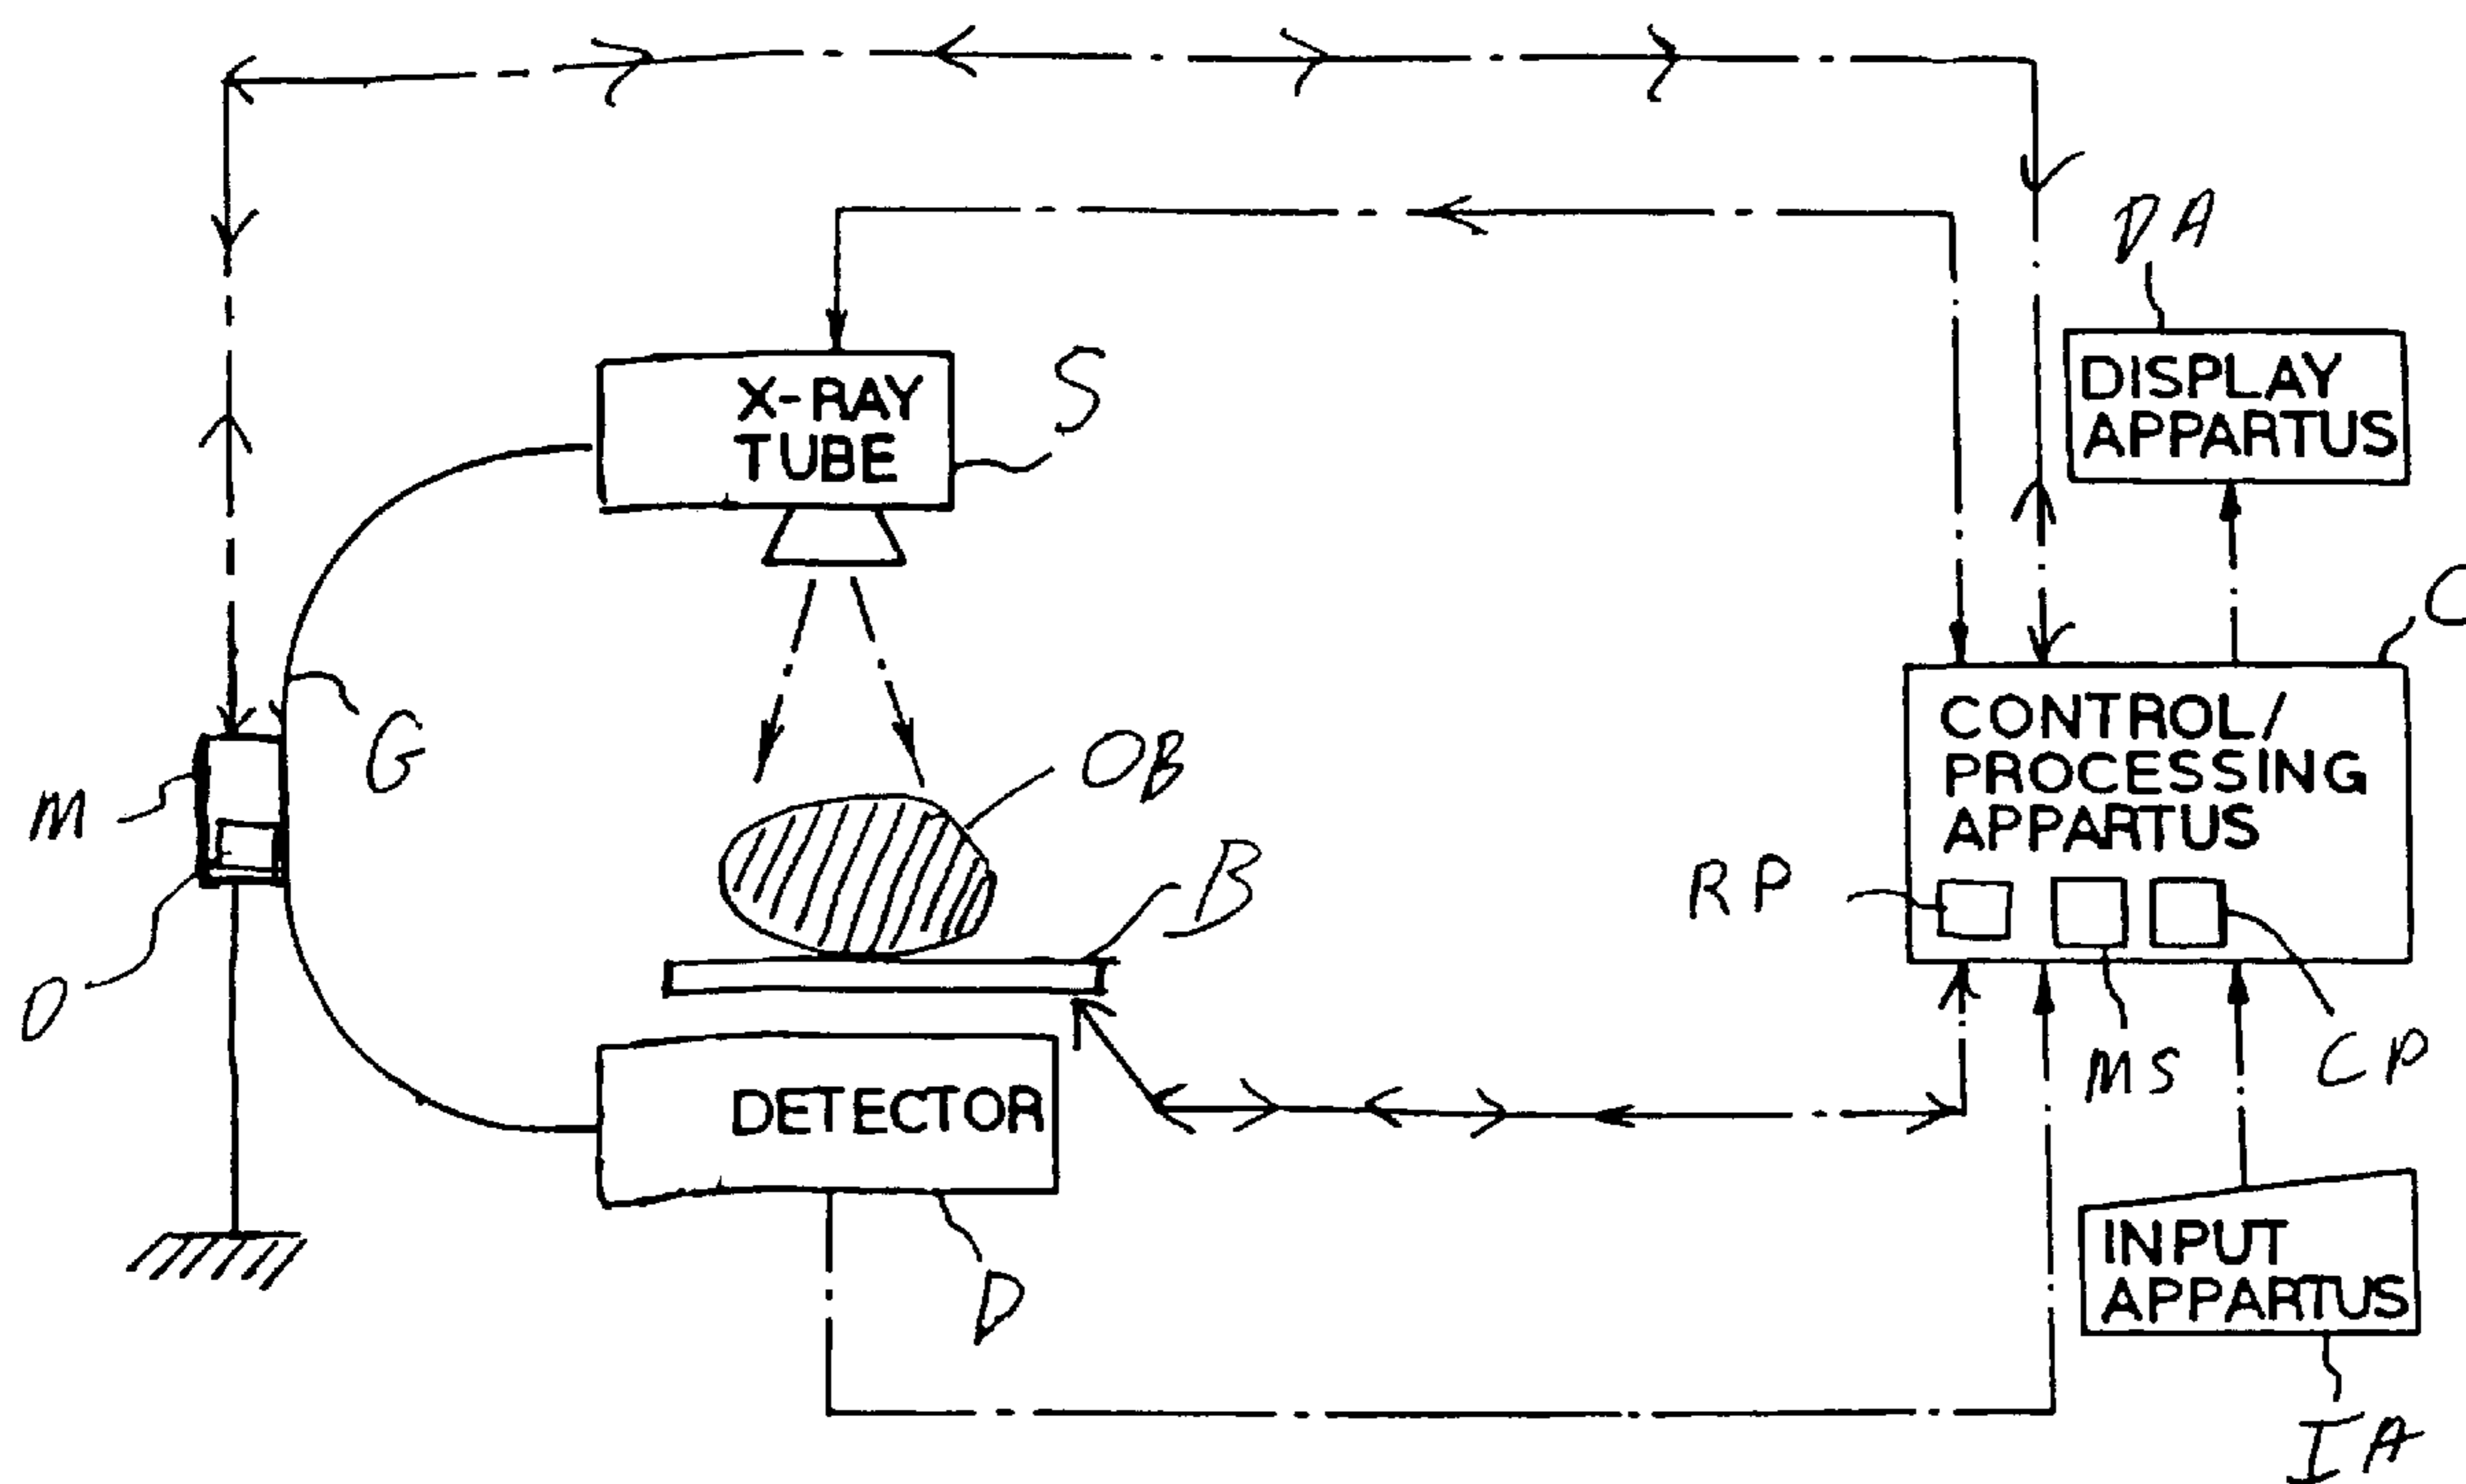 DA
X-RAY
TUBE
S
DISPLAY
APPARTUS
C
G
OB
M
CONTROL/
PROCESSING
APPARTUS
B
RP
O
MS
CP
DETECTOR
D
INPUT
APPARTUS
IA